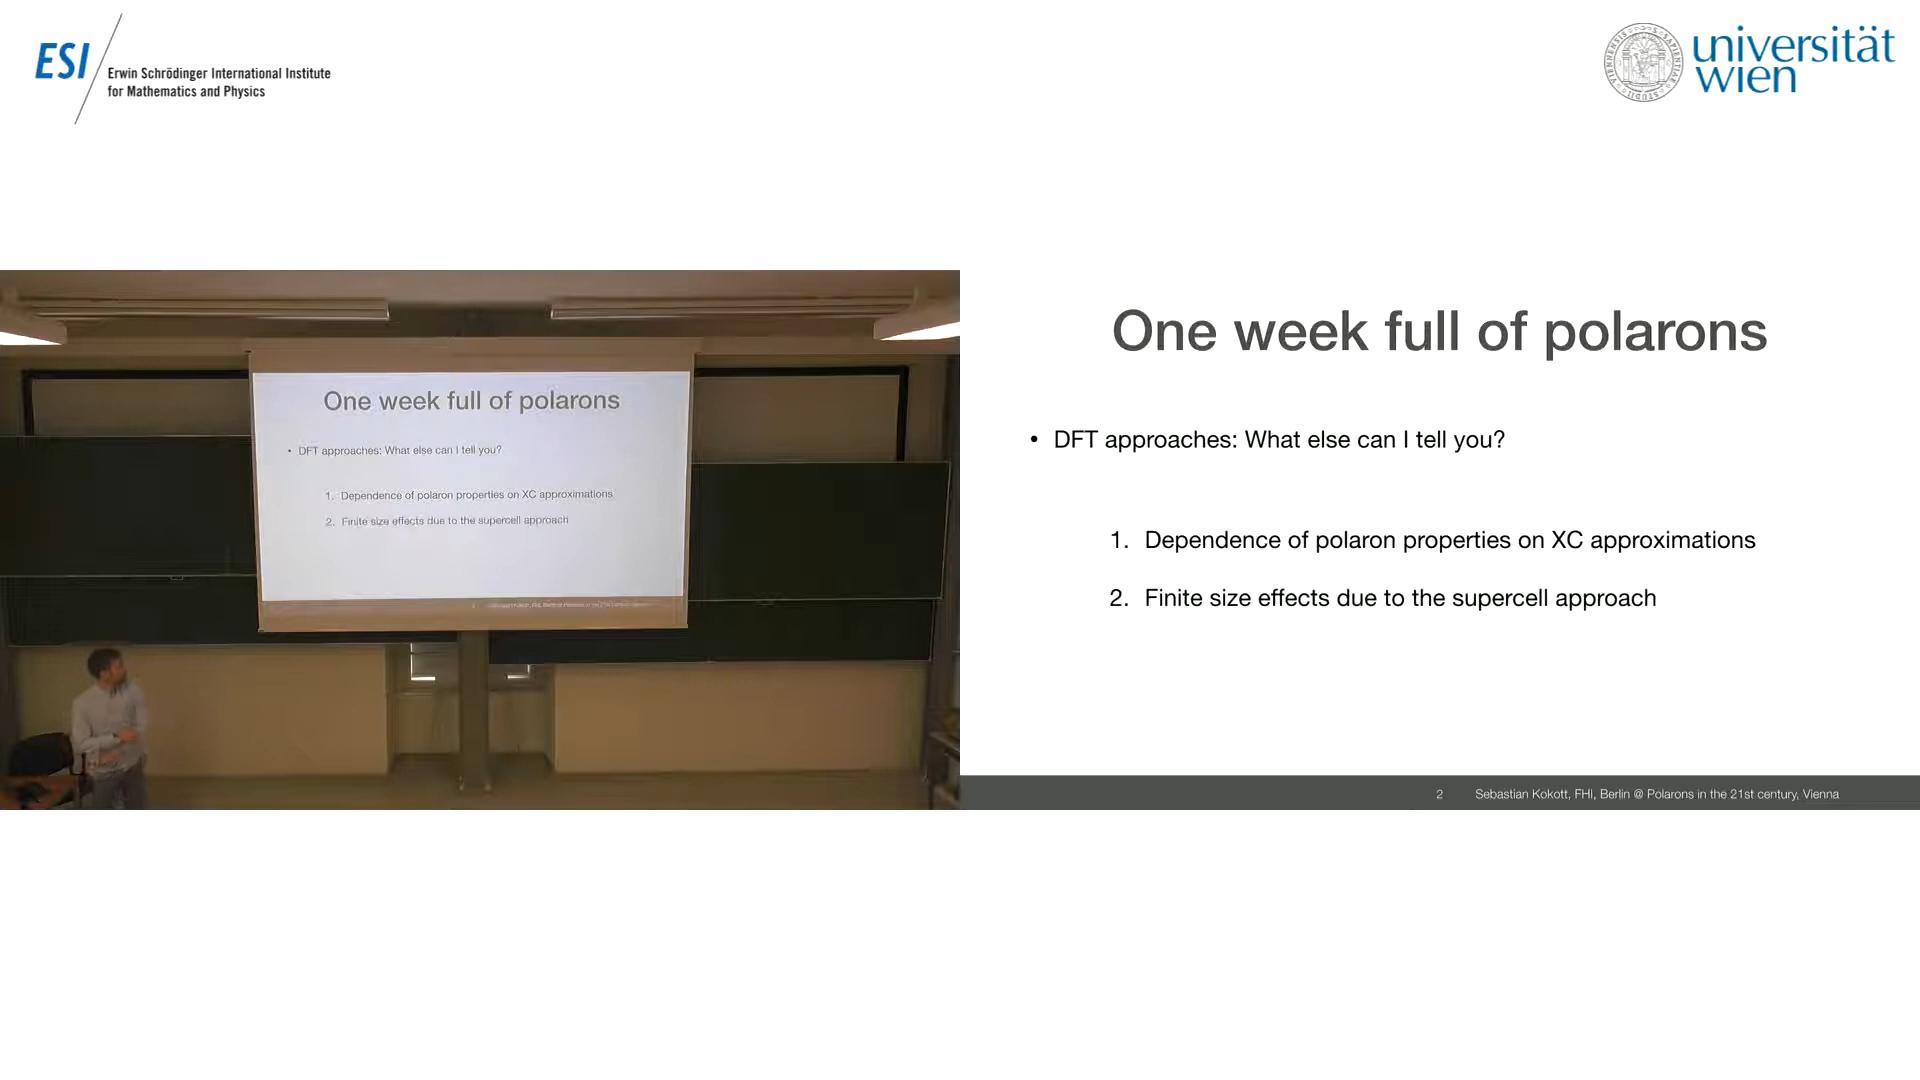 ESI
Erwin Schrödinger International Institute
for Mathematics and Physics
universität
wien
One week full of polarons
• DFT approaches: What else can I tell you?
1. Dependence of polaron properties on XC approximations
2. Finite size effects due to the supercell approach
One week full of polarons
• DFT approaches: What else can I tell you?
1. Dependence of polaron properties on XC approximations
2. Finite size effects due to the supercell approach
2 Sebastian Kokott, FHI, Berlin @ Polarons in the 21st century, Vienna